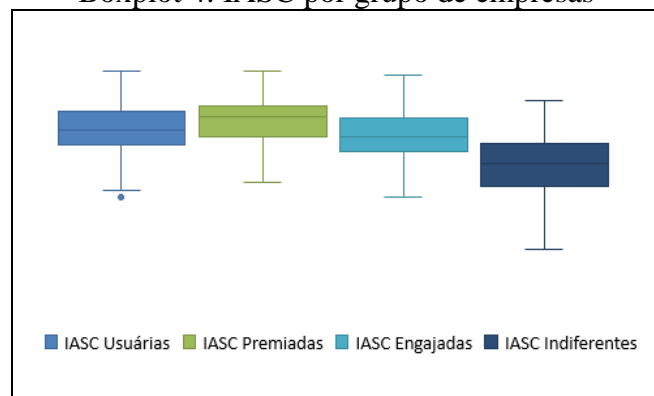 Boxplot 4: IASC por grupo de empresas
IASC Usuárias IASC Premiadas IASC Engajadas IASC Indiferentes